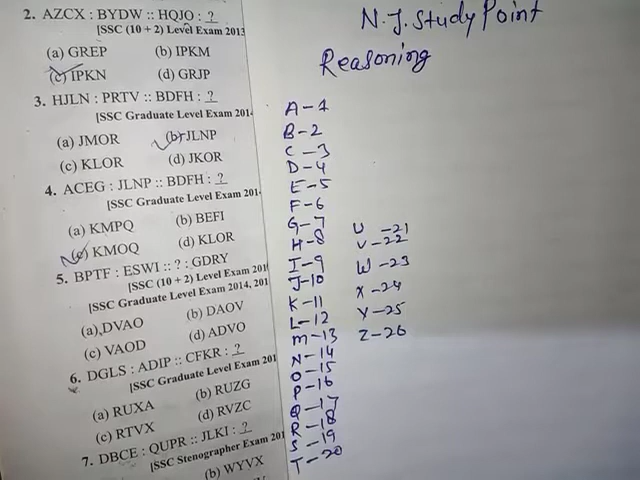 2. AZCX : BYDW :: HQJO : ?
[SSC (10 + 2) Level Exam 2013
(a) GREP (b) IPKM
(c) IPKN (d) GRJP
3. HJLN : PRTV :: BDFH : ?
[SSC Graduate Level Exam 201
(a) JMOR (b) JLNP
(c) KLOR (d) JKOR
4. ACEG : JLNP :: BDFH : ?
[SSC Graduate Level Exam 201
(a) KMPQ (b) BEFI
(c) KMOQ (d) KLOR
5. BPTF : ESWI :: ? : GDRY
[SSC (10 + 2) Level Exam 201
[SSC Graduate Level Exam 2014, 201
(a) DVAO (b) DAOV
(c) VAOD (d) ADVO
6. DGLS : ADIP :: CFKR : ?
[SSC Graduate Level Exam 201
(a) RUXA (b) RUZG
(c) RTVX (d) RVZC
7. DBCE : QUPR :: JLKI : ?
[SSC Stenographer Exam 201
(b) WYVX
N.J. Study Point
Reasoning
A-1
B-2
C-3
D-4
E-5
F-6
G-7
H-8
I-9
J-10
K-11
L-12
M-13
N-14
O-15
P-16
Q-17
R-18
S-19
T-20
U-21
V-22
W-23
X-24
Y-25
Z-26